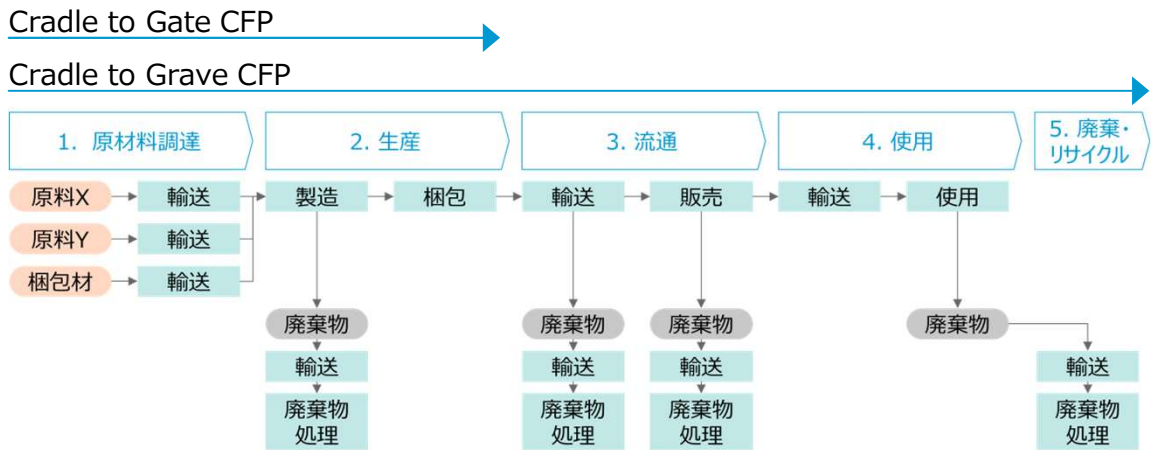 Cradle to Gate CFP
Cradle to Grave CFP
1. 原材料調達
2. 生産
3. 流通
4. 使用
5. 廃棄・
リサイクル
原料X
輸送
製造
梱包
輸送
販売
輸送
使用
原料Y
輸送
梱包材
輸送
廃棄物
廃棄物
廃棄物
廃棄物
輸送
輸送
輸送
輸送
廃棄物
処理
廃棄物
処理
廃棄物
処理
廃棄物
処理